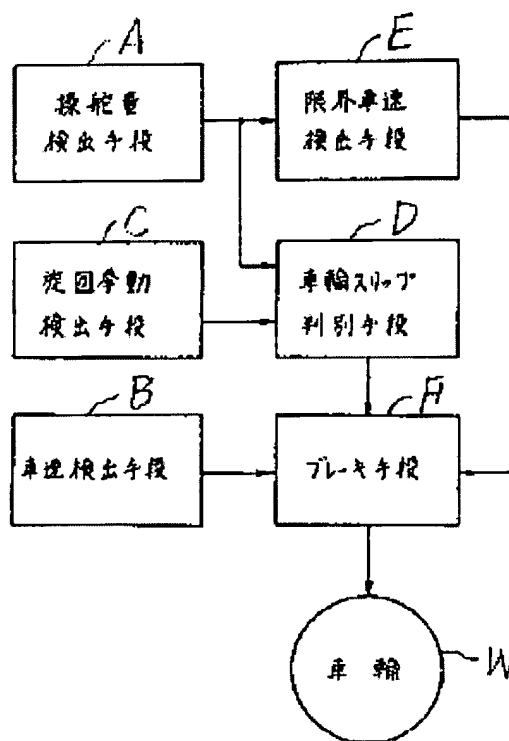 A
操舵量
検出手段
E
限界車速
検出手段
C
旋回挙動
検出手段
D
車輪スリップ
判別手段
B
車速検出手段
F
ブレーキ手段
車輪
W